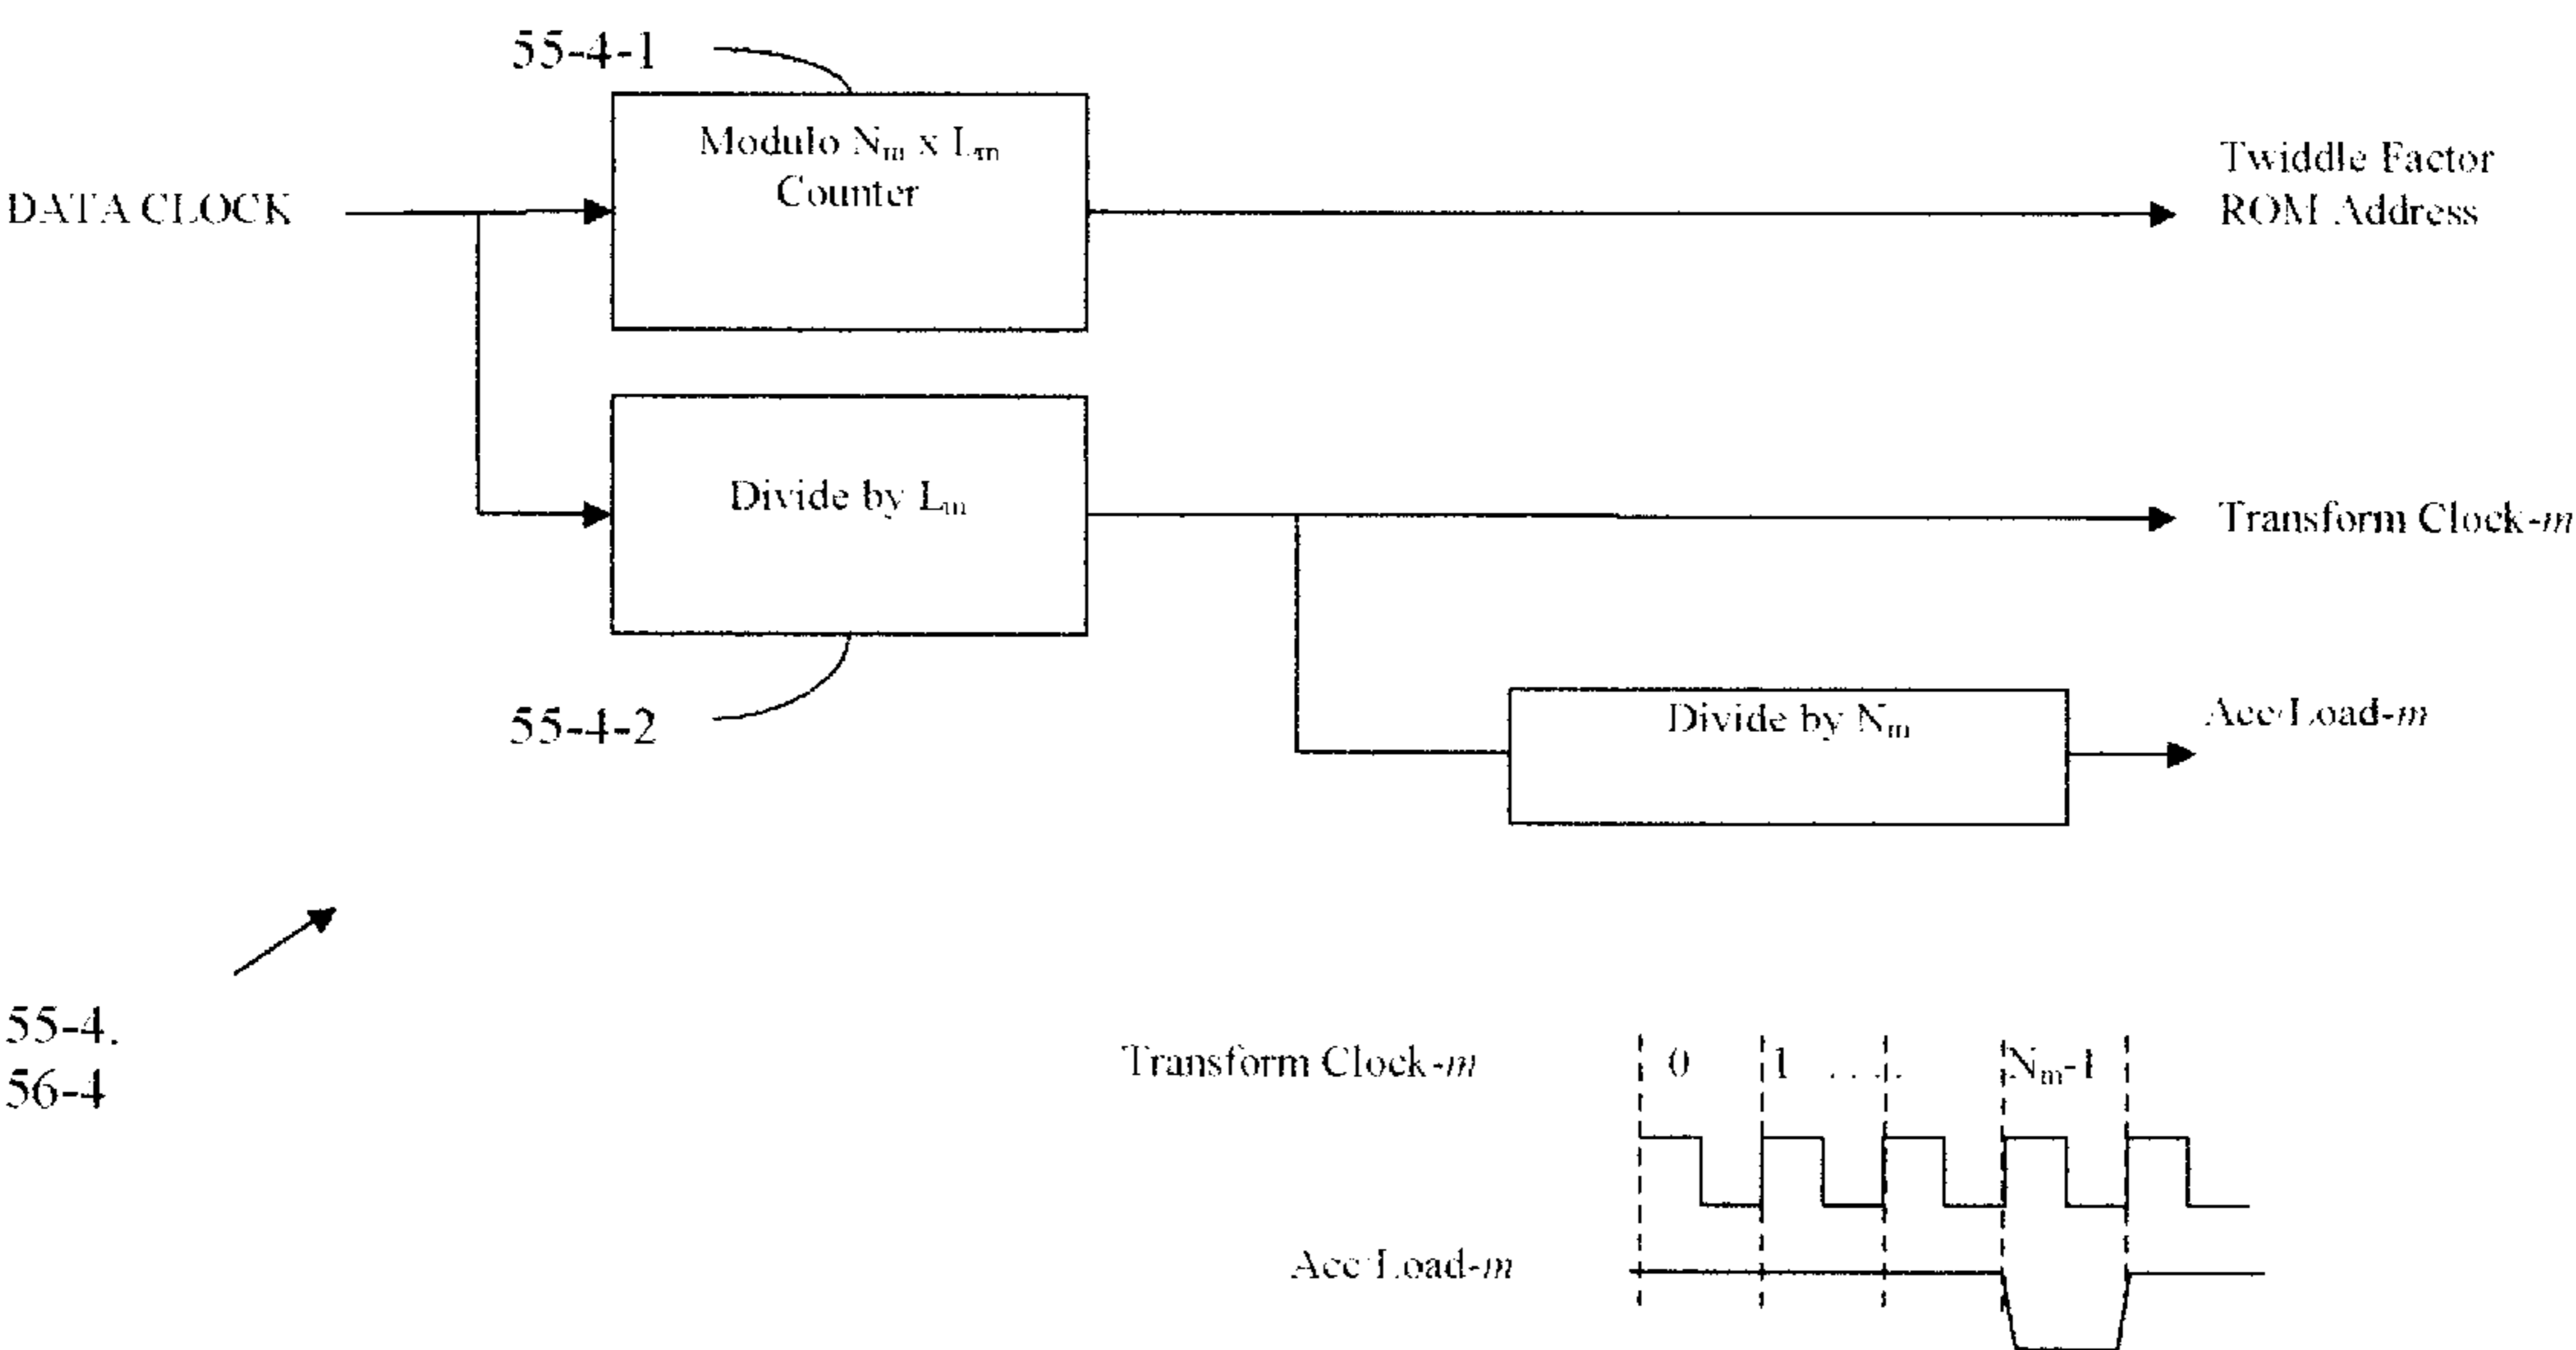 55-4-1
Modulo Nm x Lm
Counter
DATA CLOCK
Twiddle Factor
ROM Address
Divide by Lm
Transform Clock-m
55-4-2
Divide by Nm
Acc/Load-m
55-4.
56-4
Transform Clock-m
0 1 ..... Nm-1
Acc/Load-m